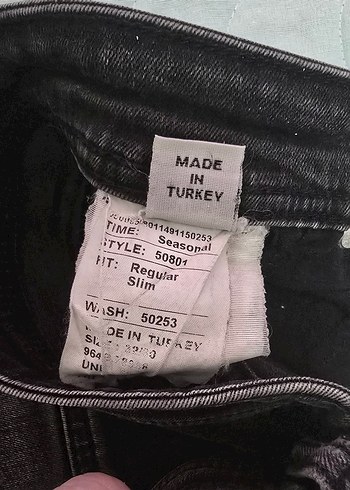 MADE
IN
TURKEY
TIME: Seasonal
STYLE: 50801
FIT: Regular
Slim
WASH: 50253
MADE IN TURKEY